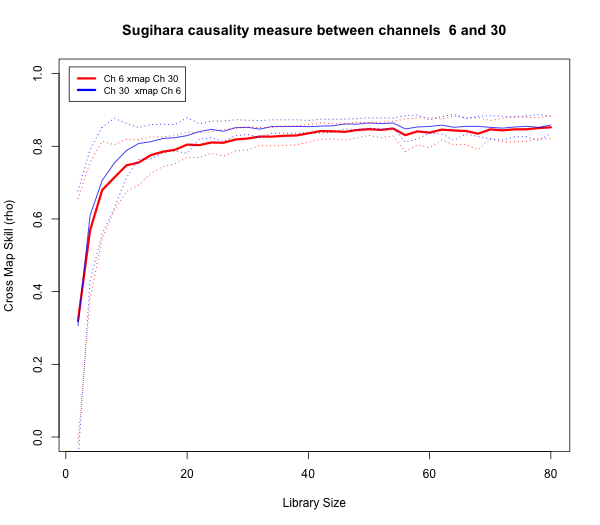 Sugihara causality measure between channels  6 and 30
Ch 6 xmap Ch 30
Ch 30  xmap Ch 6
Cross Map Skill (rho)
1.0
0.8
0.6
0.4
0.2
0.0
0 20 40 60 80
Library Size